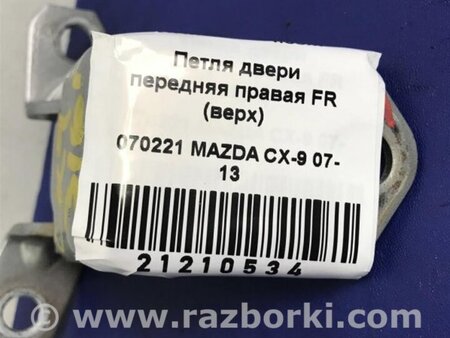 Петля двери
передняя правая FR
(верх)
070221 MAZDA CX-9 07-
13
21210534
© www.razborki.com